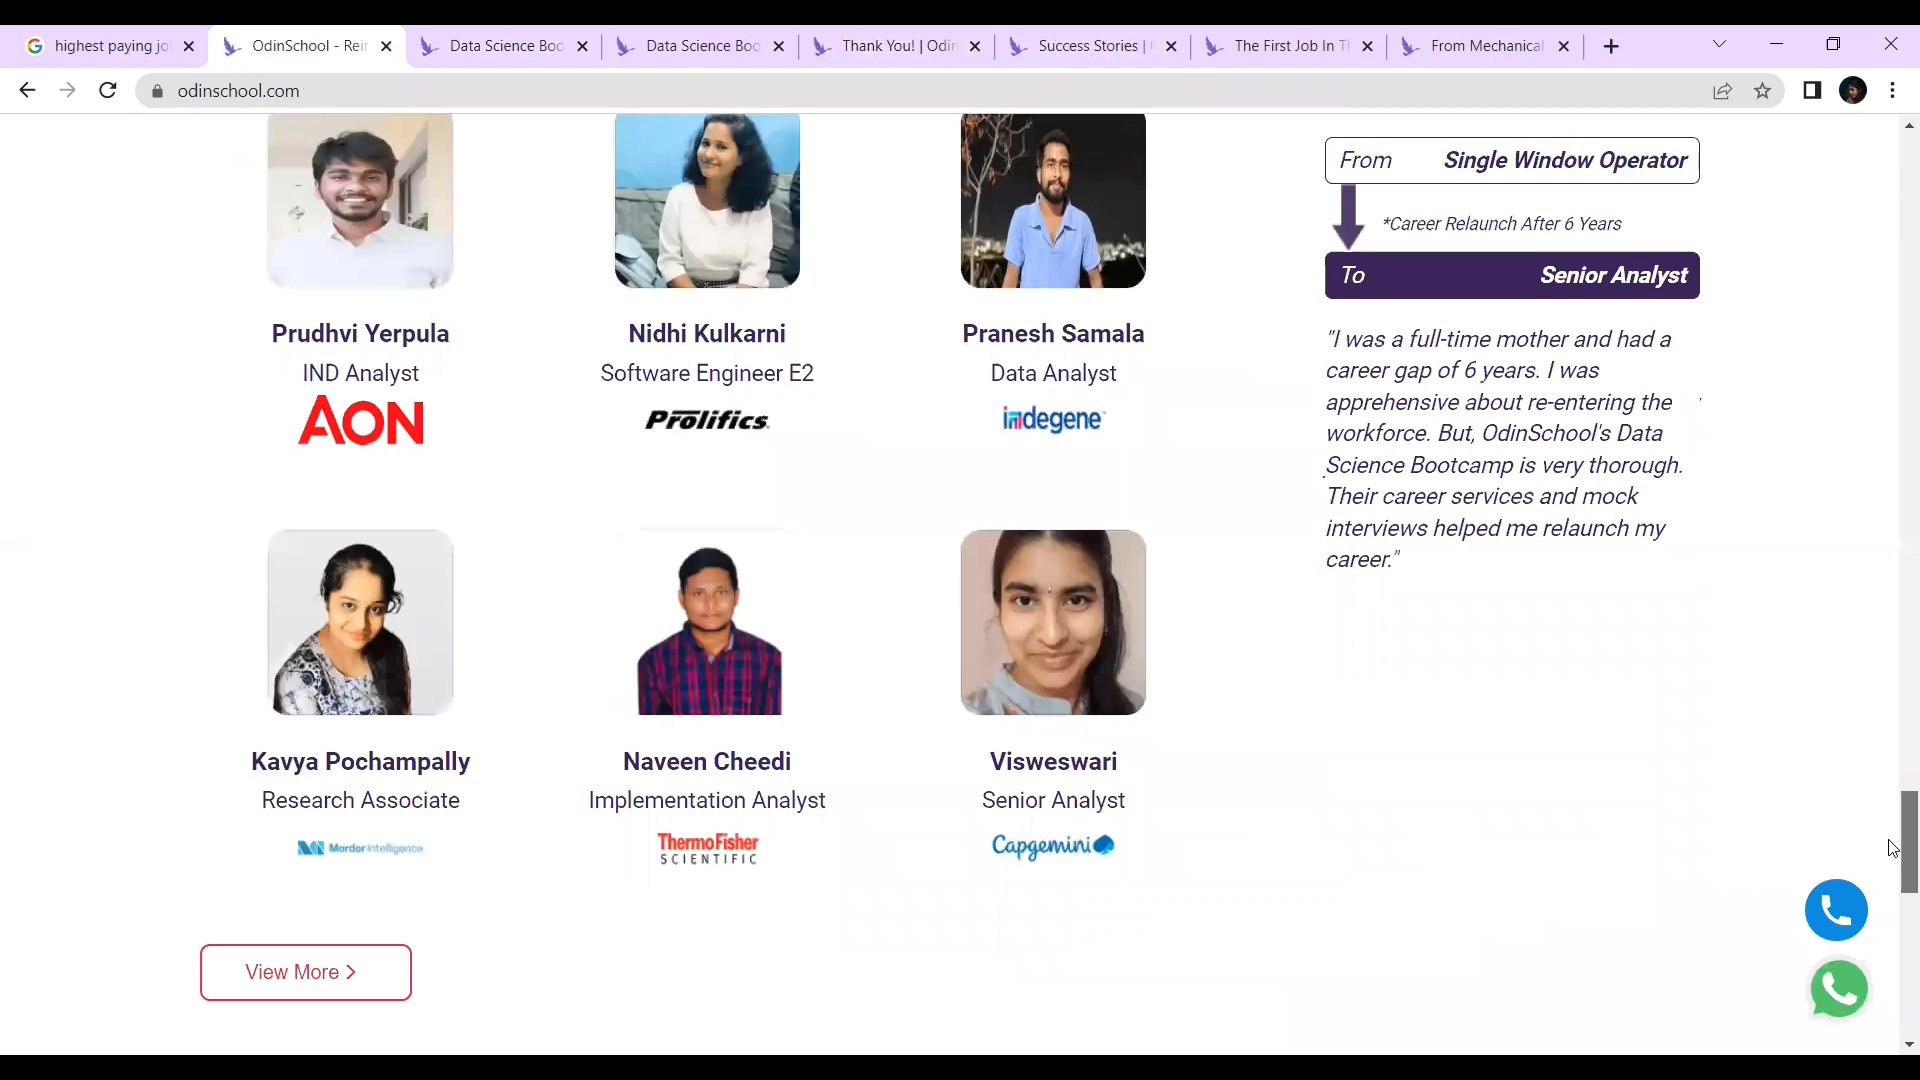 highest paying jo
OdinSchool - Rein
Data Science Boo
Data Science Boo
Thank You! | Odin
Success Stories |
The First Job In T
From Mechanical
odinschool.com
Prudhvi Yerpula
IND Analyst
AON
Nidhi Kulkarni
Software Engineer E2
Prolifics
Pranesh Samala
Data Analyst
indegene
Kavya Pochampally
Research Associate
Mordor Intelligence
Naveen Cheedi
Implementation Analyst
ThermoFisher
SCIENTIFIC
Visweswari
Senior Analyst
Capgemini
From Single Window Operator
*Career Relaunch After 6 Years
To Senior Analyst
"I was a full-time mother and had a
career gap of 6 years. I was
apprehensive about re-entering the
workforce. But, OdinSchool's Data
Science Bootcamp is very thorough.
Their career services and mock
interviews helped me relaunch my
career."
View More >